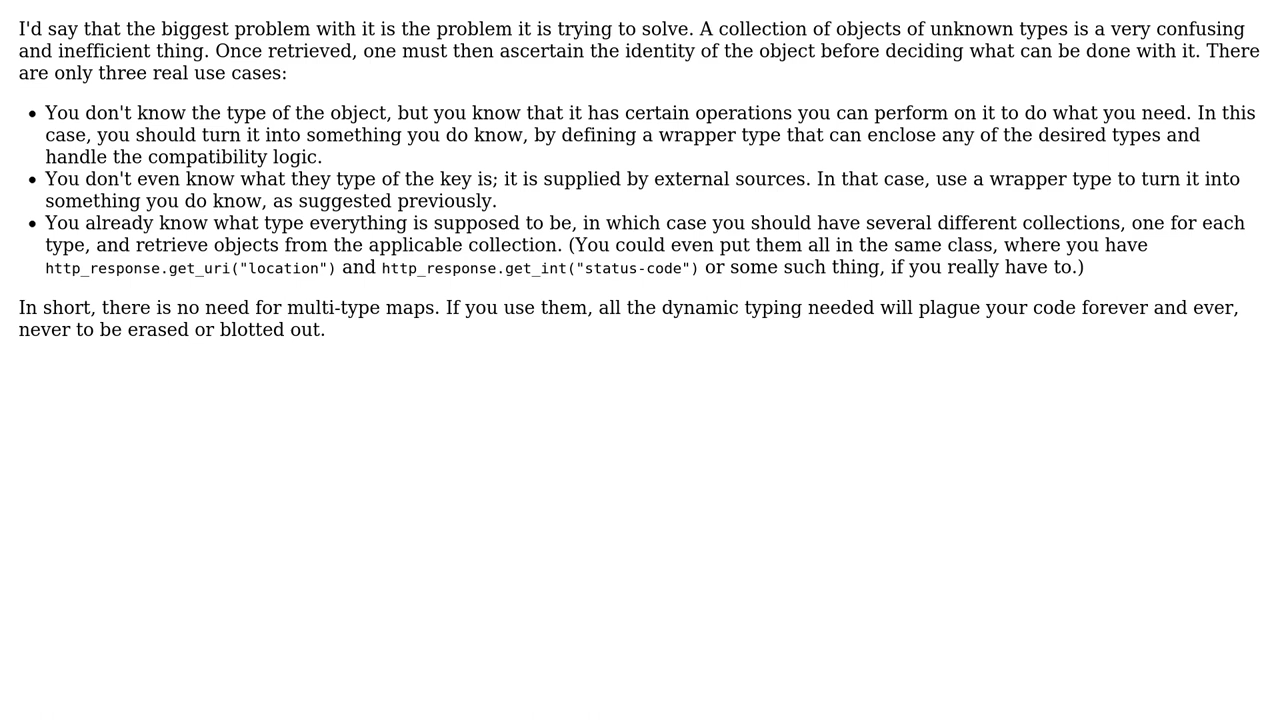 I'd say that the biggest problem with it is the problem it is trying to solve. A collection of objects of unknown types is a very confusing
and inefficient thing. Once retrieved, one must then ascertain the identity of the object before deciding what can be done with it. There
are only three real use cases:
• You don't know the type of the object, but you know that it has certain operations you can perform on it to do what you need. In this
case, you should turn it into something you do know, by defining a wrapper type that can enclose any of the desired types and
handle the compatibility logic.
• You don't even know what they type of the key is; it is supplied by external sources. In that case, use a wrapper type to turn it into
something you do know, as suggested previously.
• You already know what type everything is supposed to be, in which case you should have several different collections, one for each
type, and retrieve objects from the applicable collection. (You could even put them all in the same class, where you have
http_response.get_uri("location") and http_response.get_int("status-code") or some such thing, if you really have to.)
In short, there is no need for multi-type maps. If you use them, all the dynamic typing needed will plague your code forever and ever,
never to be erased or blotted out.